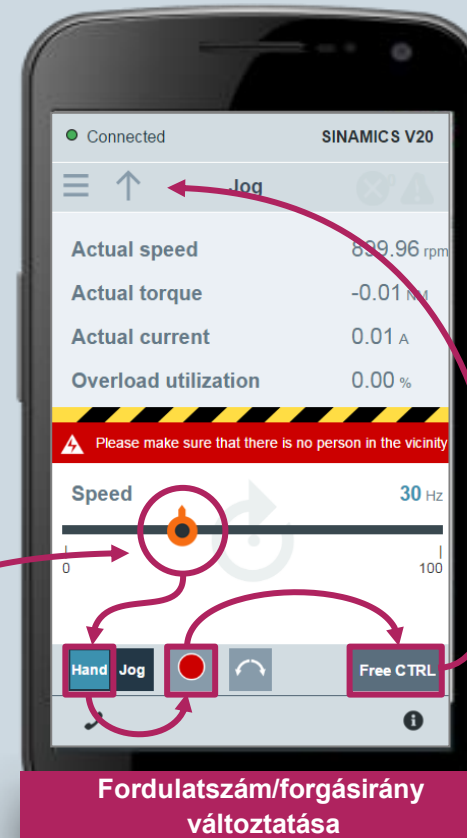 Connected SINAMICS V20
Jog
Actual speed 899.96 rpm
Actual torque -0.01 NM
Actual current 0.01 A
Overload utilization 0.00 %
Please make sure that there is no person in the vicinity
Speed 30 Hz
0 100
Hand Jog Free CTRL
Fordulatszám/forgásirány
változtatása